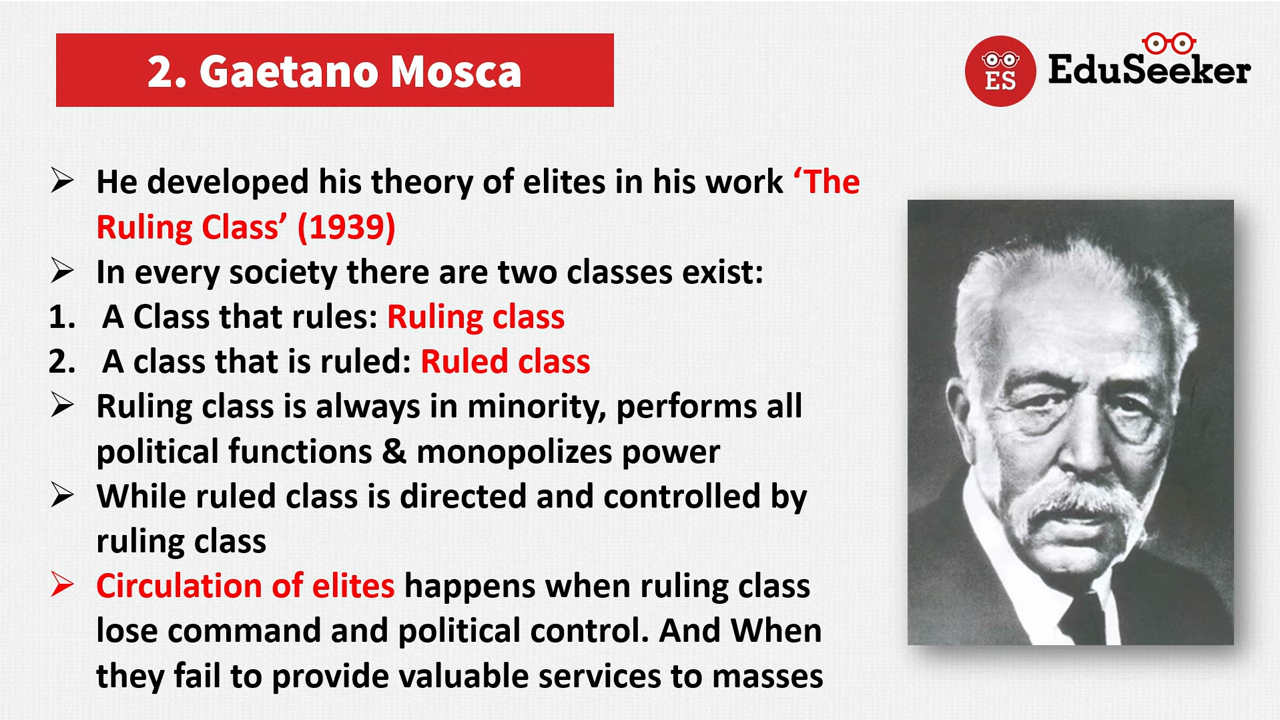 2. Gaetano Mosca
ES
EduSeeker
➢ He developed his theory of elites in his work ‘The
Ruling Class’ (1939)
➢ In every society there are two classes exist:
1. A Class that rules: Ruling class
2. A class that is ruled: Ruled class
➢ Ruling class is always in minority, performs all
political functions & monopolizes power
➢ While ruled class is directed and controlled by
ruling class
➢ Circulation of elites happens when ruling class
lose command and political control. And When
they fail to provide valuable services to masses